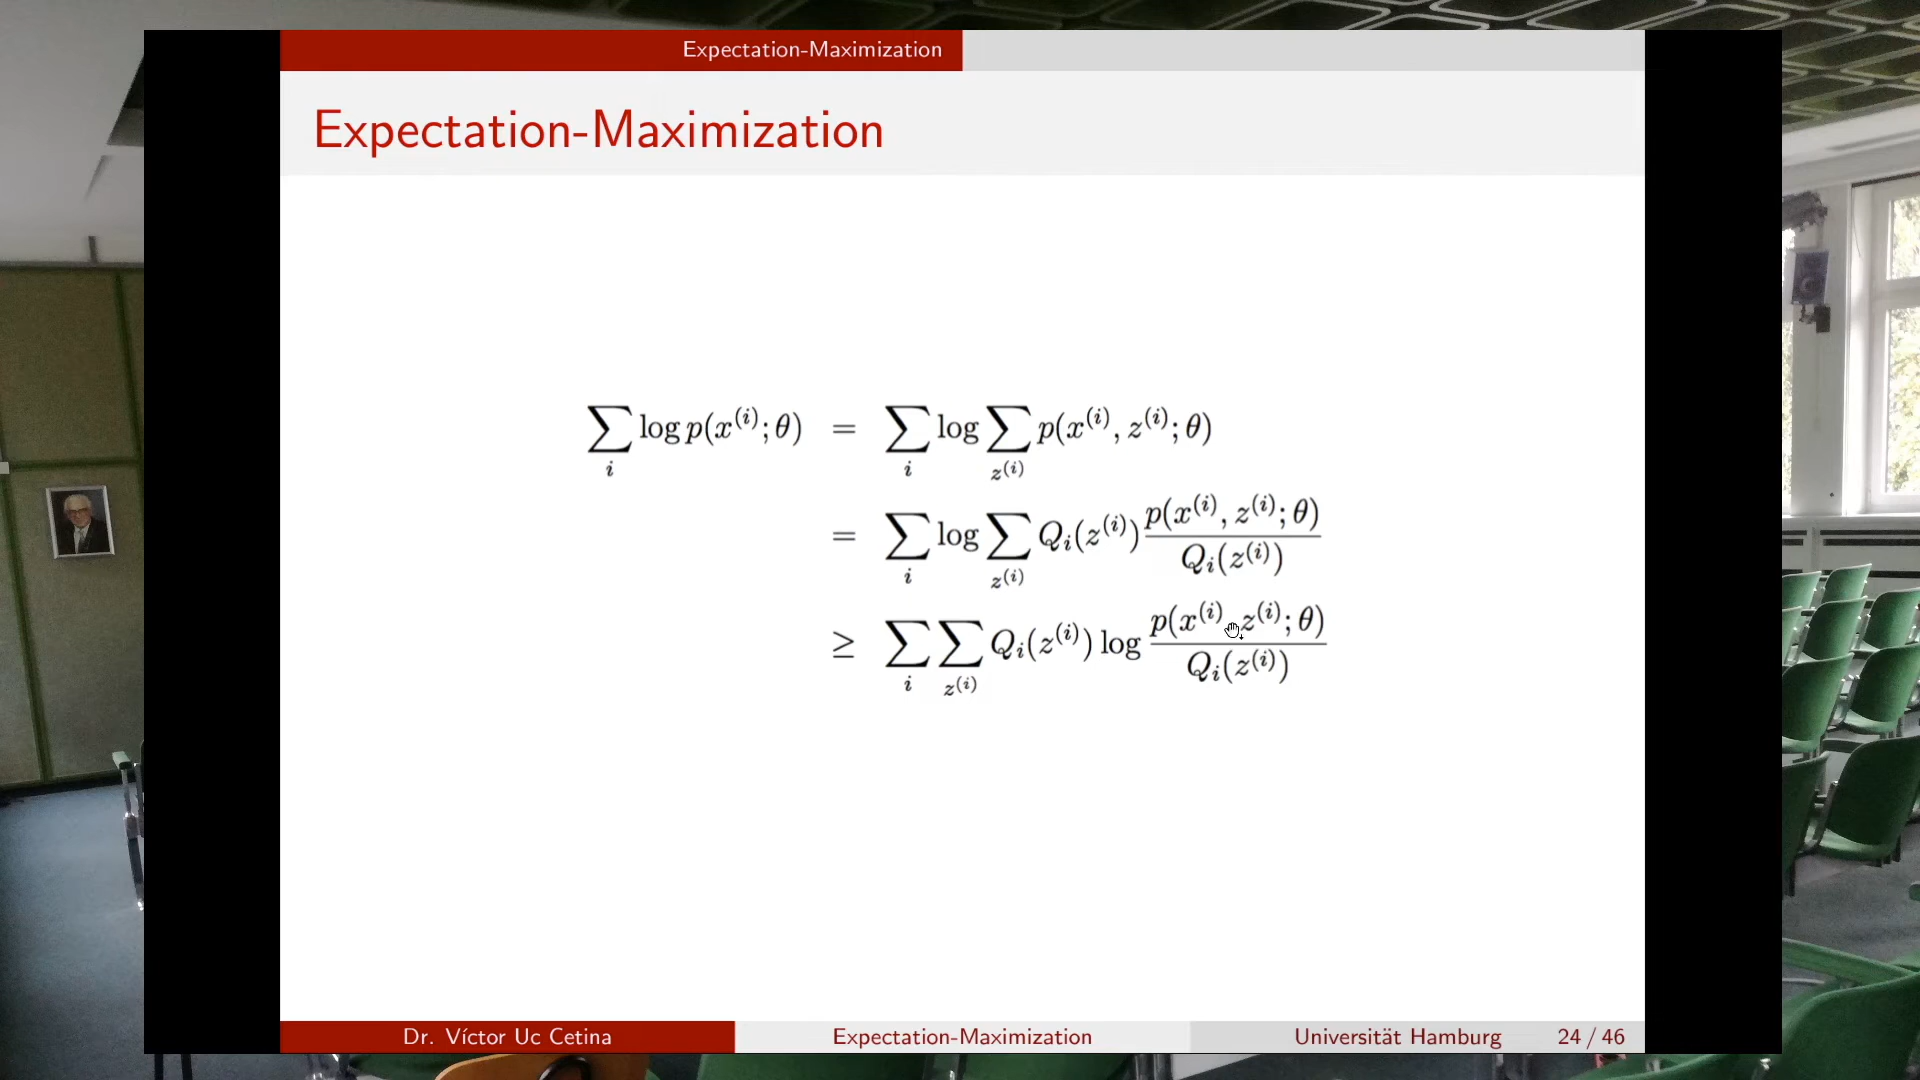 Expectation-Maximization
Expectation-Maximization
∑_i log p(x^(i); θ) = ∑_i log ∑_{z^(i)} p(x^(i), z^(i); θ)
= ∑_i log ∑_{z^(i)} Q_i(z^(i)) p(x^(i), z^(i); θ) / Q_i(z^(i))
≥ ∑_i ∑_{z^(i)} Q_i(z^(i)) log p(x^(i), z^(i); θ) / Q_i(z^(i))
Dr. Víctor Uc Cetina Expectation-Maximization Universität Hamburg 24 / 46